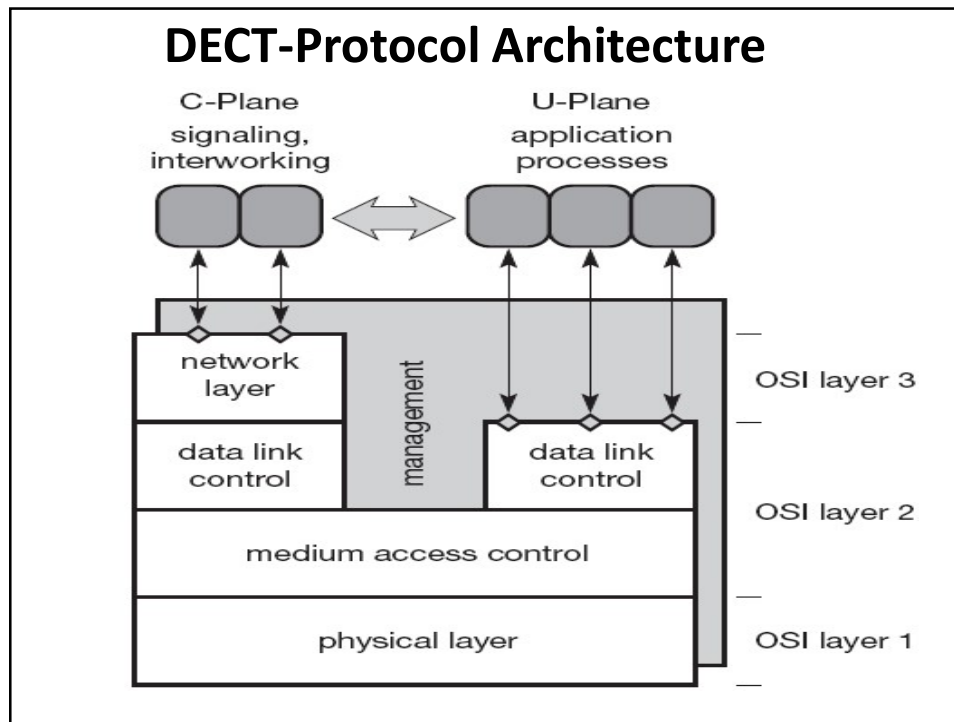 DECT-Protocol Architecture
C-Plane
signaling,
interworking
U-Plane
application
processes
network
layer
management
OSI layer 3
data link
control
data link
control
OSI layer 2
medium access control
physical layer
OSI layer 1